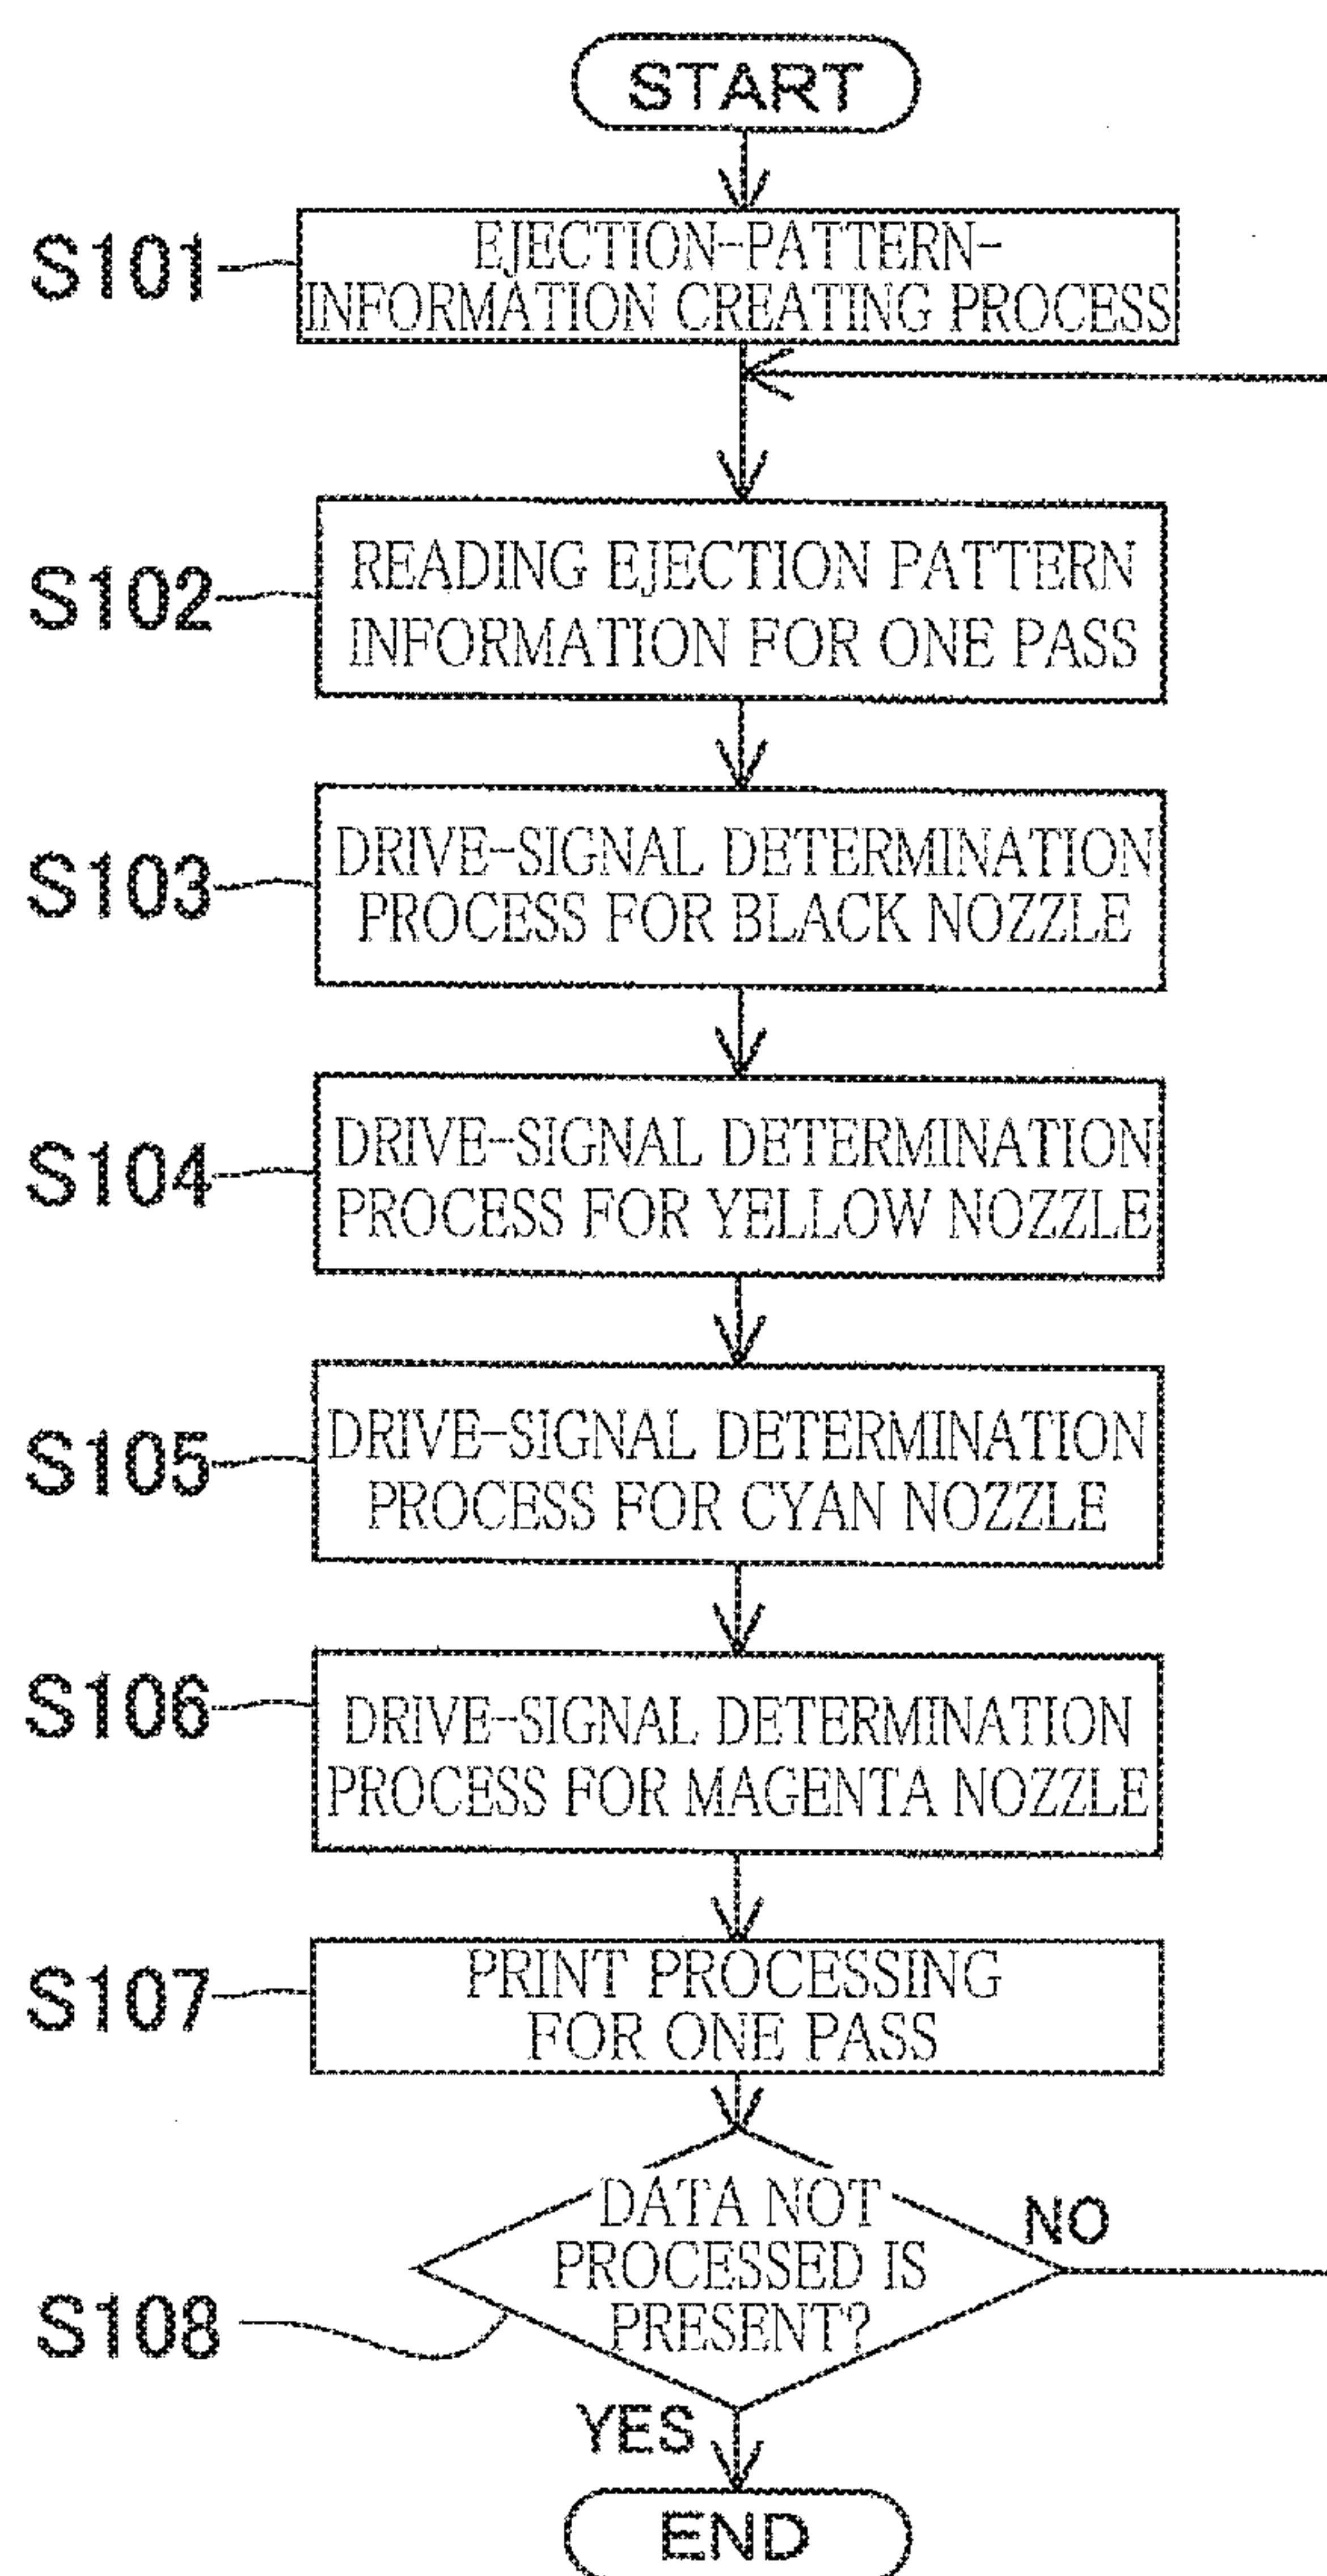 START
S101
EJECTION-PATTERN-
INFORMATION CREATING PROCESS
S102
READING EJECTION PATTERN
INFORMATION FOR ONE PASS
S103
DRIVE-SIGNAL DETERMINATION
PROCESS FOR BLACK NOZZLE
S104
DRIVE-SIGNAL DETERMINATION
PROCESS FOR YELLOW NOZZLE
S105
DRIVE-SIGNAL DETERMINATION
PROCESS FOR CYAN NOZZLE
S106
DRIVE-SIGNAL DETERMINATION
PROCESS FOR MAGENTA NOZZLE
S107
PRINT PROCESSING
FOR ONE PASS
S108
DATA NOT
PROCESSED IS
PRESENT?
NO
YES
END